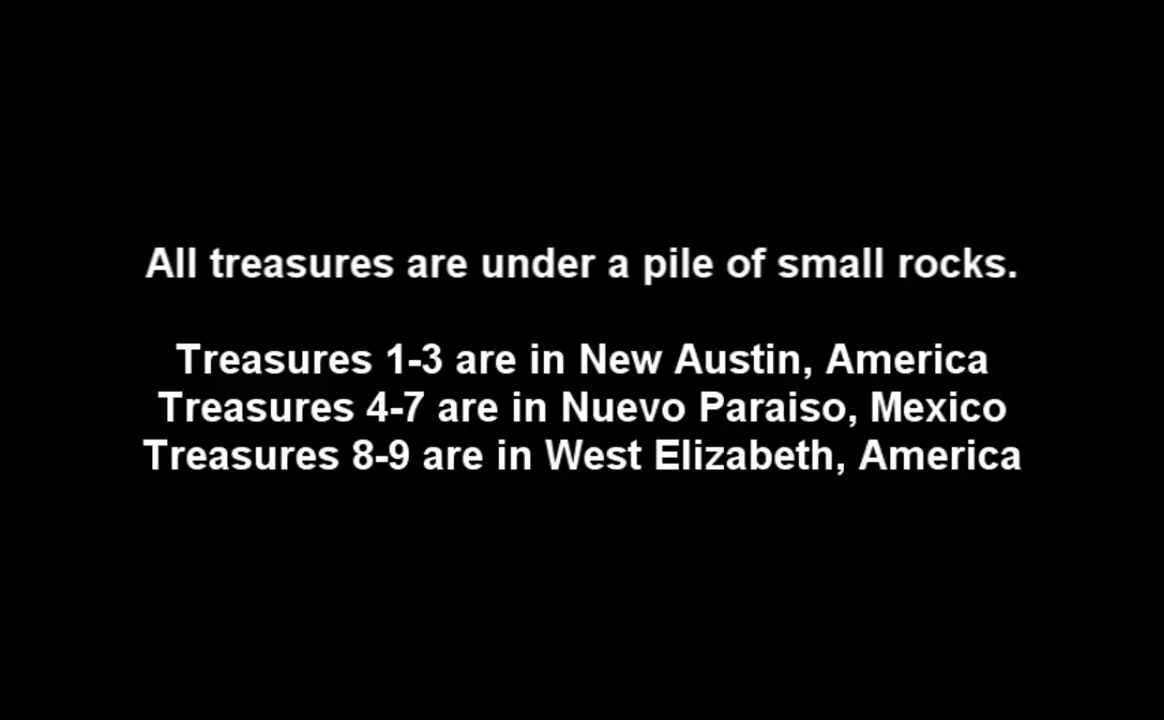 All treasures are under a pile of small rocks.
Treasures 1-3 are in New Austin, America
Treasures 4-7 are in Nuevo Paraiso, Mexico
Treasures 8-9 are in West Elizabeth, America